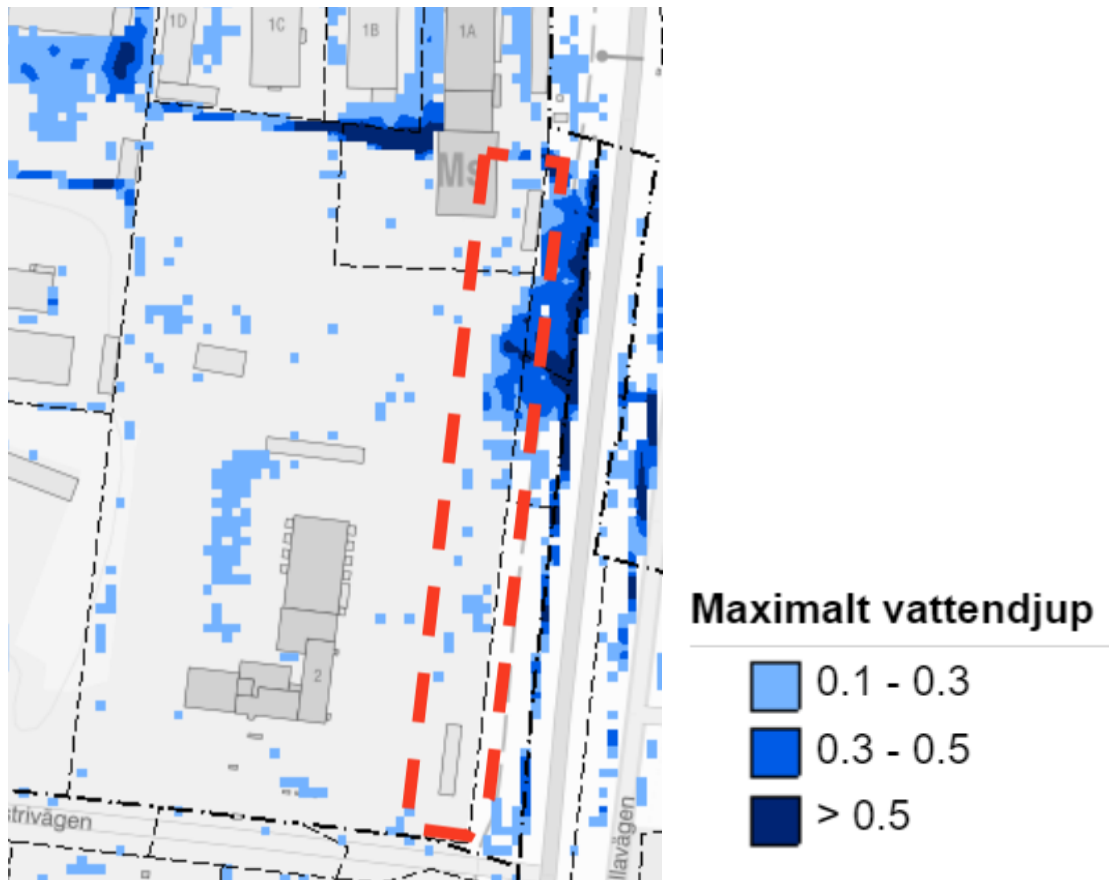 1D
1C
1B
1A
Ms
2
strivägen
llavägen
Maximalt vattendjup
0.1 - 0.3
0.3 - 0.5
> 0.5